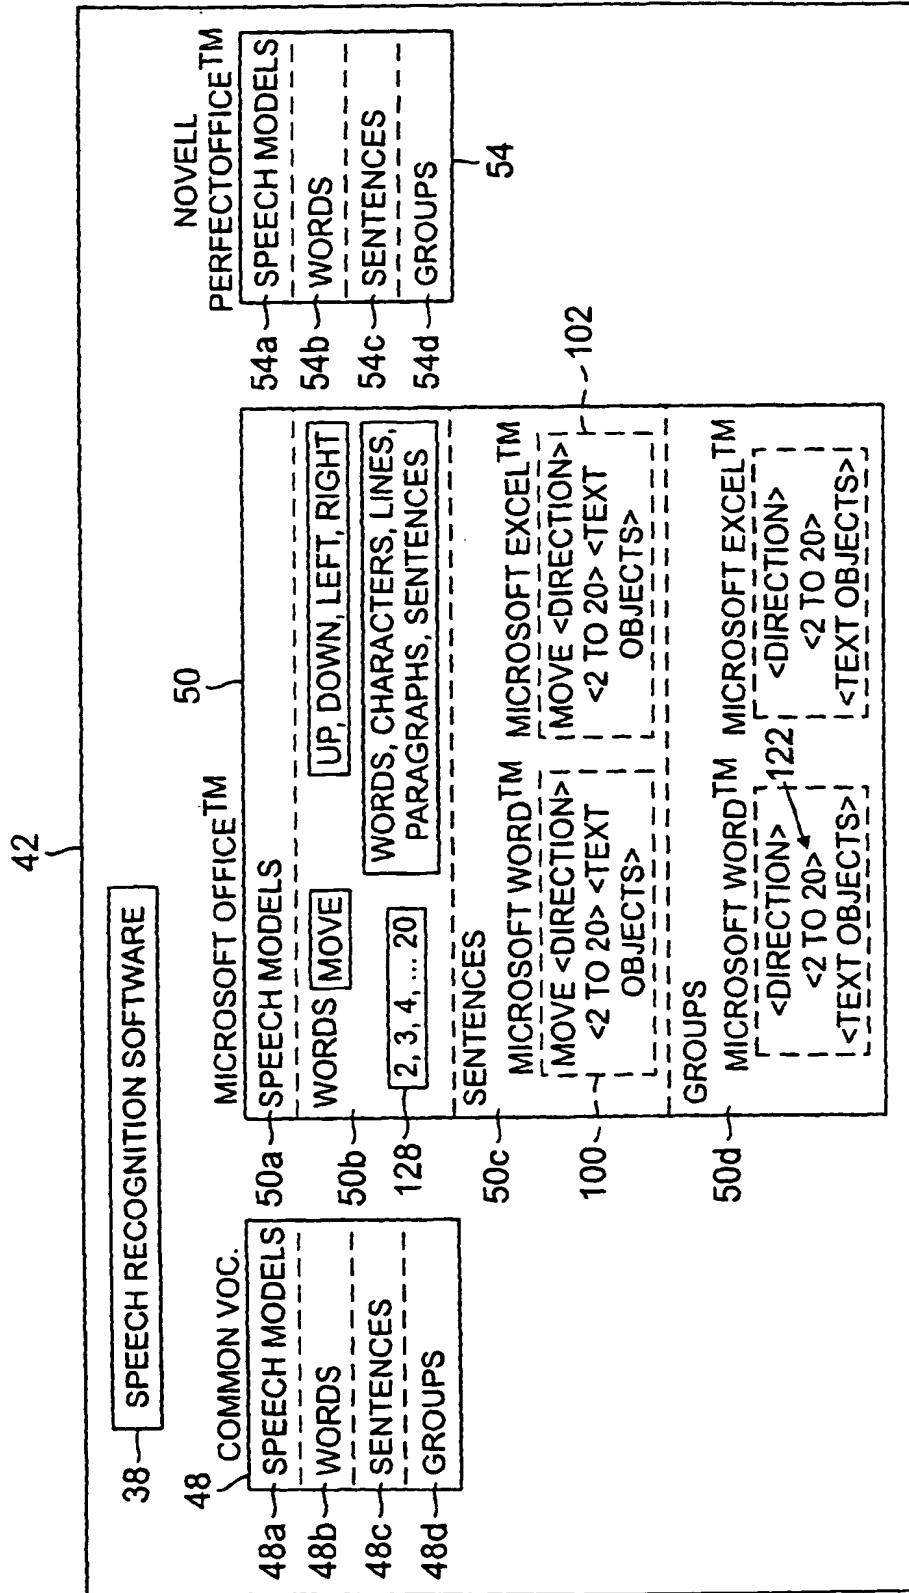 42
38
SPEECH RECOGNITION SOFTWARE
48
COMMON VOC.
48a
SPEECH MODELS
48b
WORDS
48c
SENTENCES
48d
GROUPS
MICROSOFT OFFICE™
50
50a
SPEECH MODELS
50b
WORDS
MOVE
UP, DOWN, LEFT, RIGHT
128
2, 3, 4, ... 20
WORDS, CHARACTERS, LINES,
PARAGRAPHS, SENTENCES
50c
SENTENCES
MICROSOFT WORD™
100
MOVE <DIRECTION>
<2 TO 20> <TEXT
OBJECTS>
MICROSOFT EXCEL™
MOVE <DIRECTION>
<2 TO 20> <TEXT
OBJECTS>
102
50d
GROUPS
MICROSOFT WORD™
<DIRECTION>
<2 TO 20>
<TEXT OBJECTS>
122
MICROSOFT EXCEL™
<DIRECTION>
<2 TO 20>
<TEXT OBJECTS>
NOVELL
PERFECTOFFICE™
54a
SPEECH MODELS
54b
WORDS
54c
SENTENCES
54d
GROUPS
54